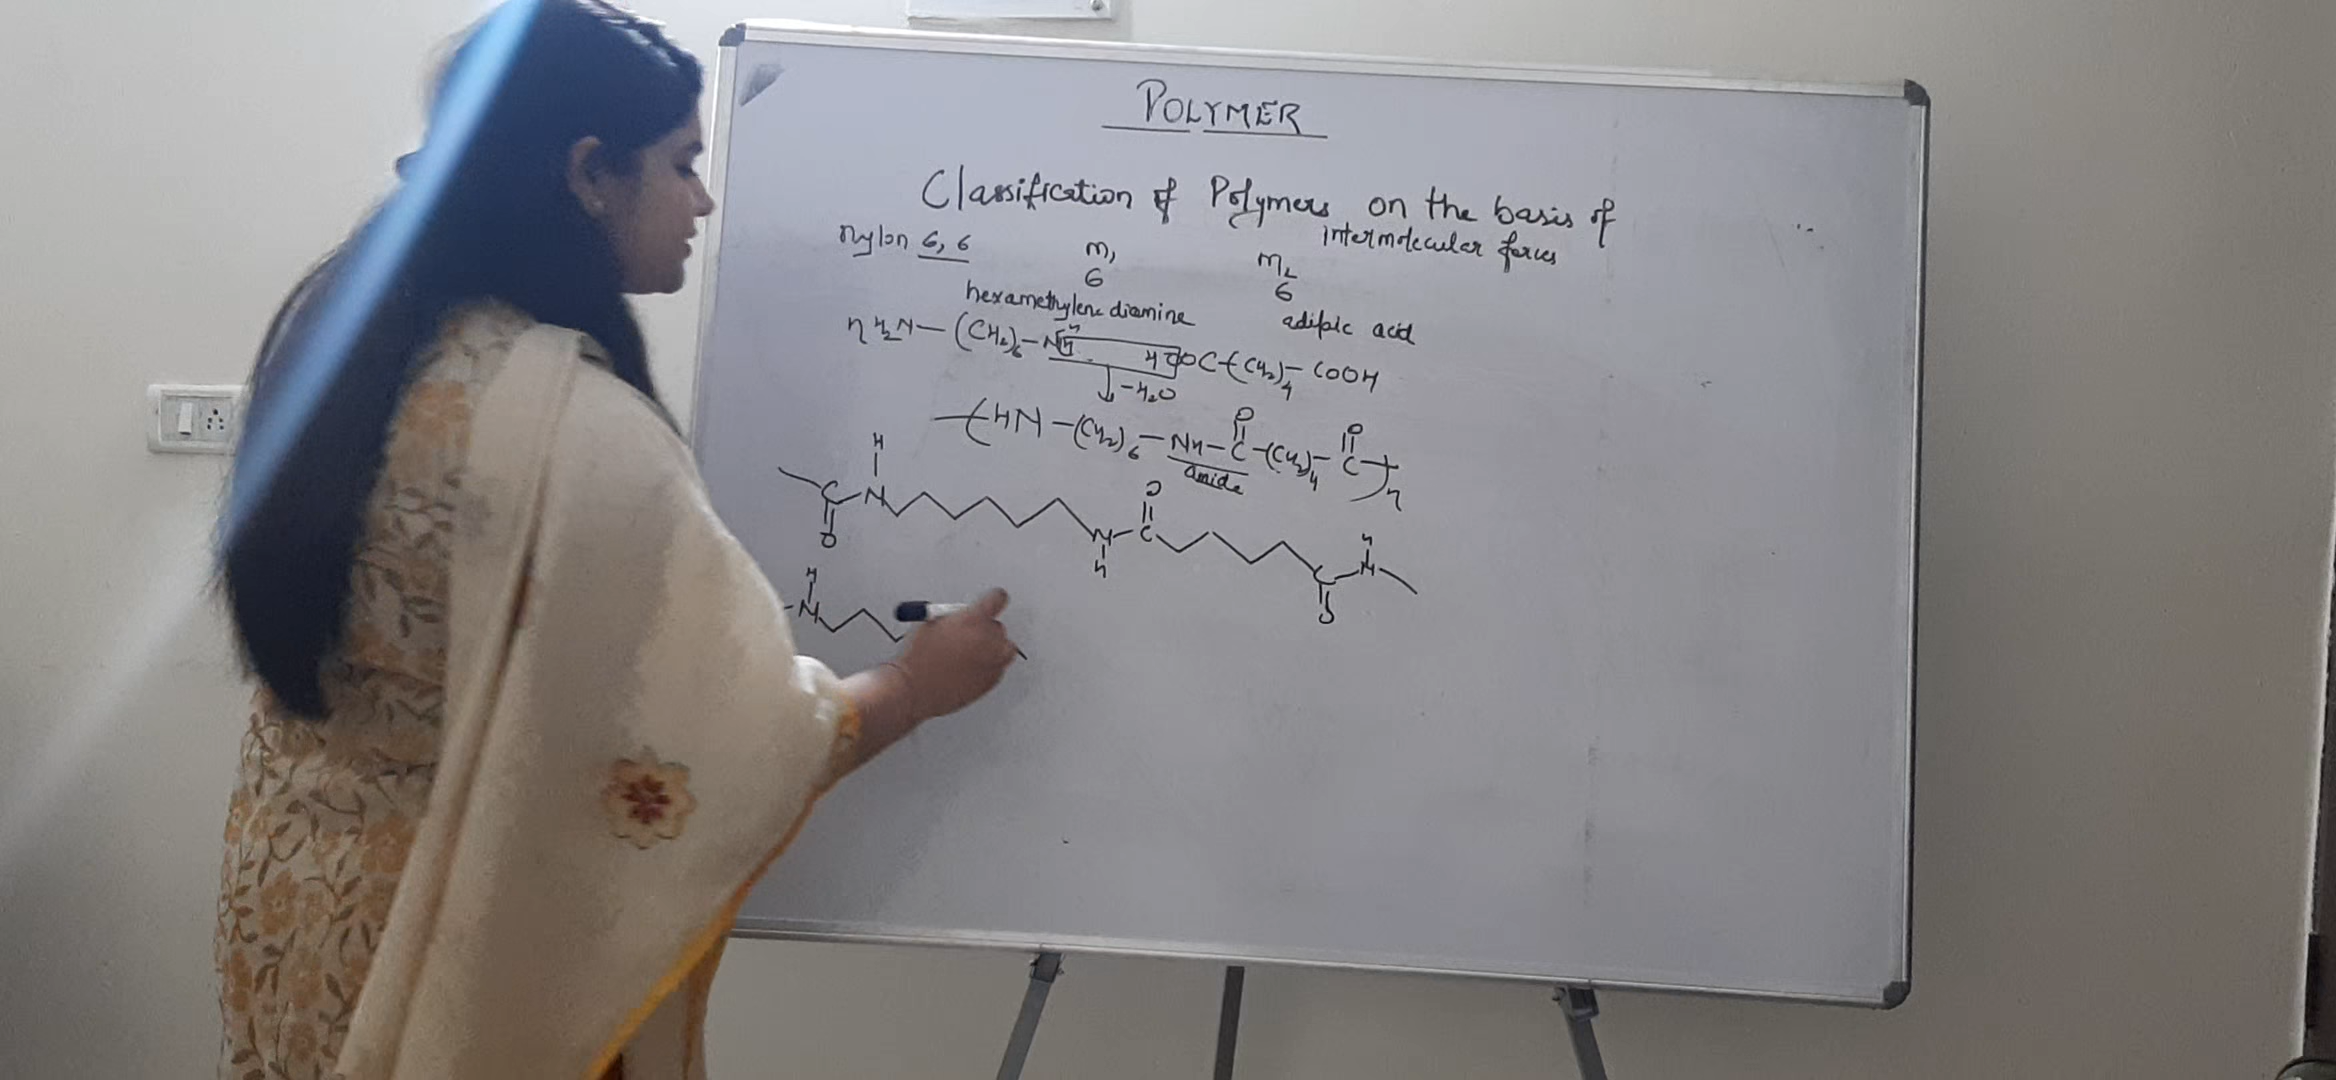 POLYMER
Classification of Polymers on the basis of
intermolecular forces
Nylon 6, 6
m1
6
m2
6
hexamethylene diamine
adipic acid
n H2N—(CH2)6—NH
HOOC-(CH2)4-COOH
-H2O
(HN-(CH2)6-NH-C-(CH2)4-C)n
O
O
amide
H
C-N
O
N-C
H
O
C-N
O
H
H
-N